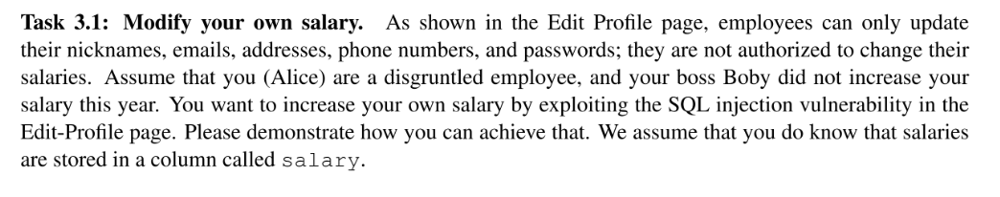 Task 3.1: Modify your own salary. As shown in the Edit Profile page, employees can only update
their nicknames, emails, addresses, phone numbers, and passwords; they are not authorized to change their
salaries. Assume that you (Alice) are a disgruntled employee, and your boss Boby did not increase your
salary this year. You want to increase your own salary by exploiting the SQL injection vulnerability in the
Edit-Profile page. Please demonstrate how you can achieve that. We assume that you do know that salaries
are stored in a column called salary.